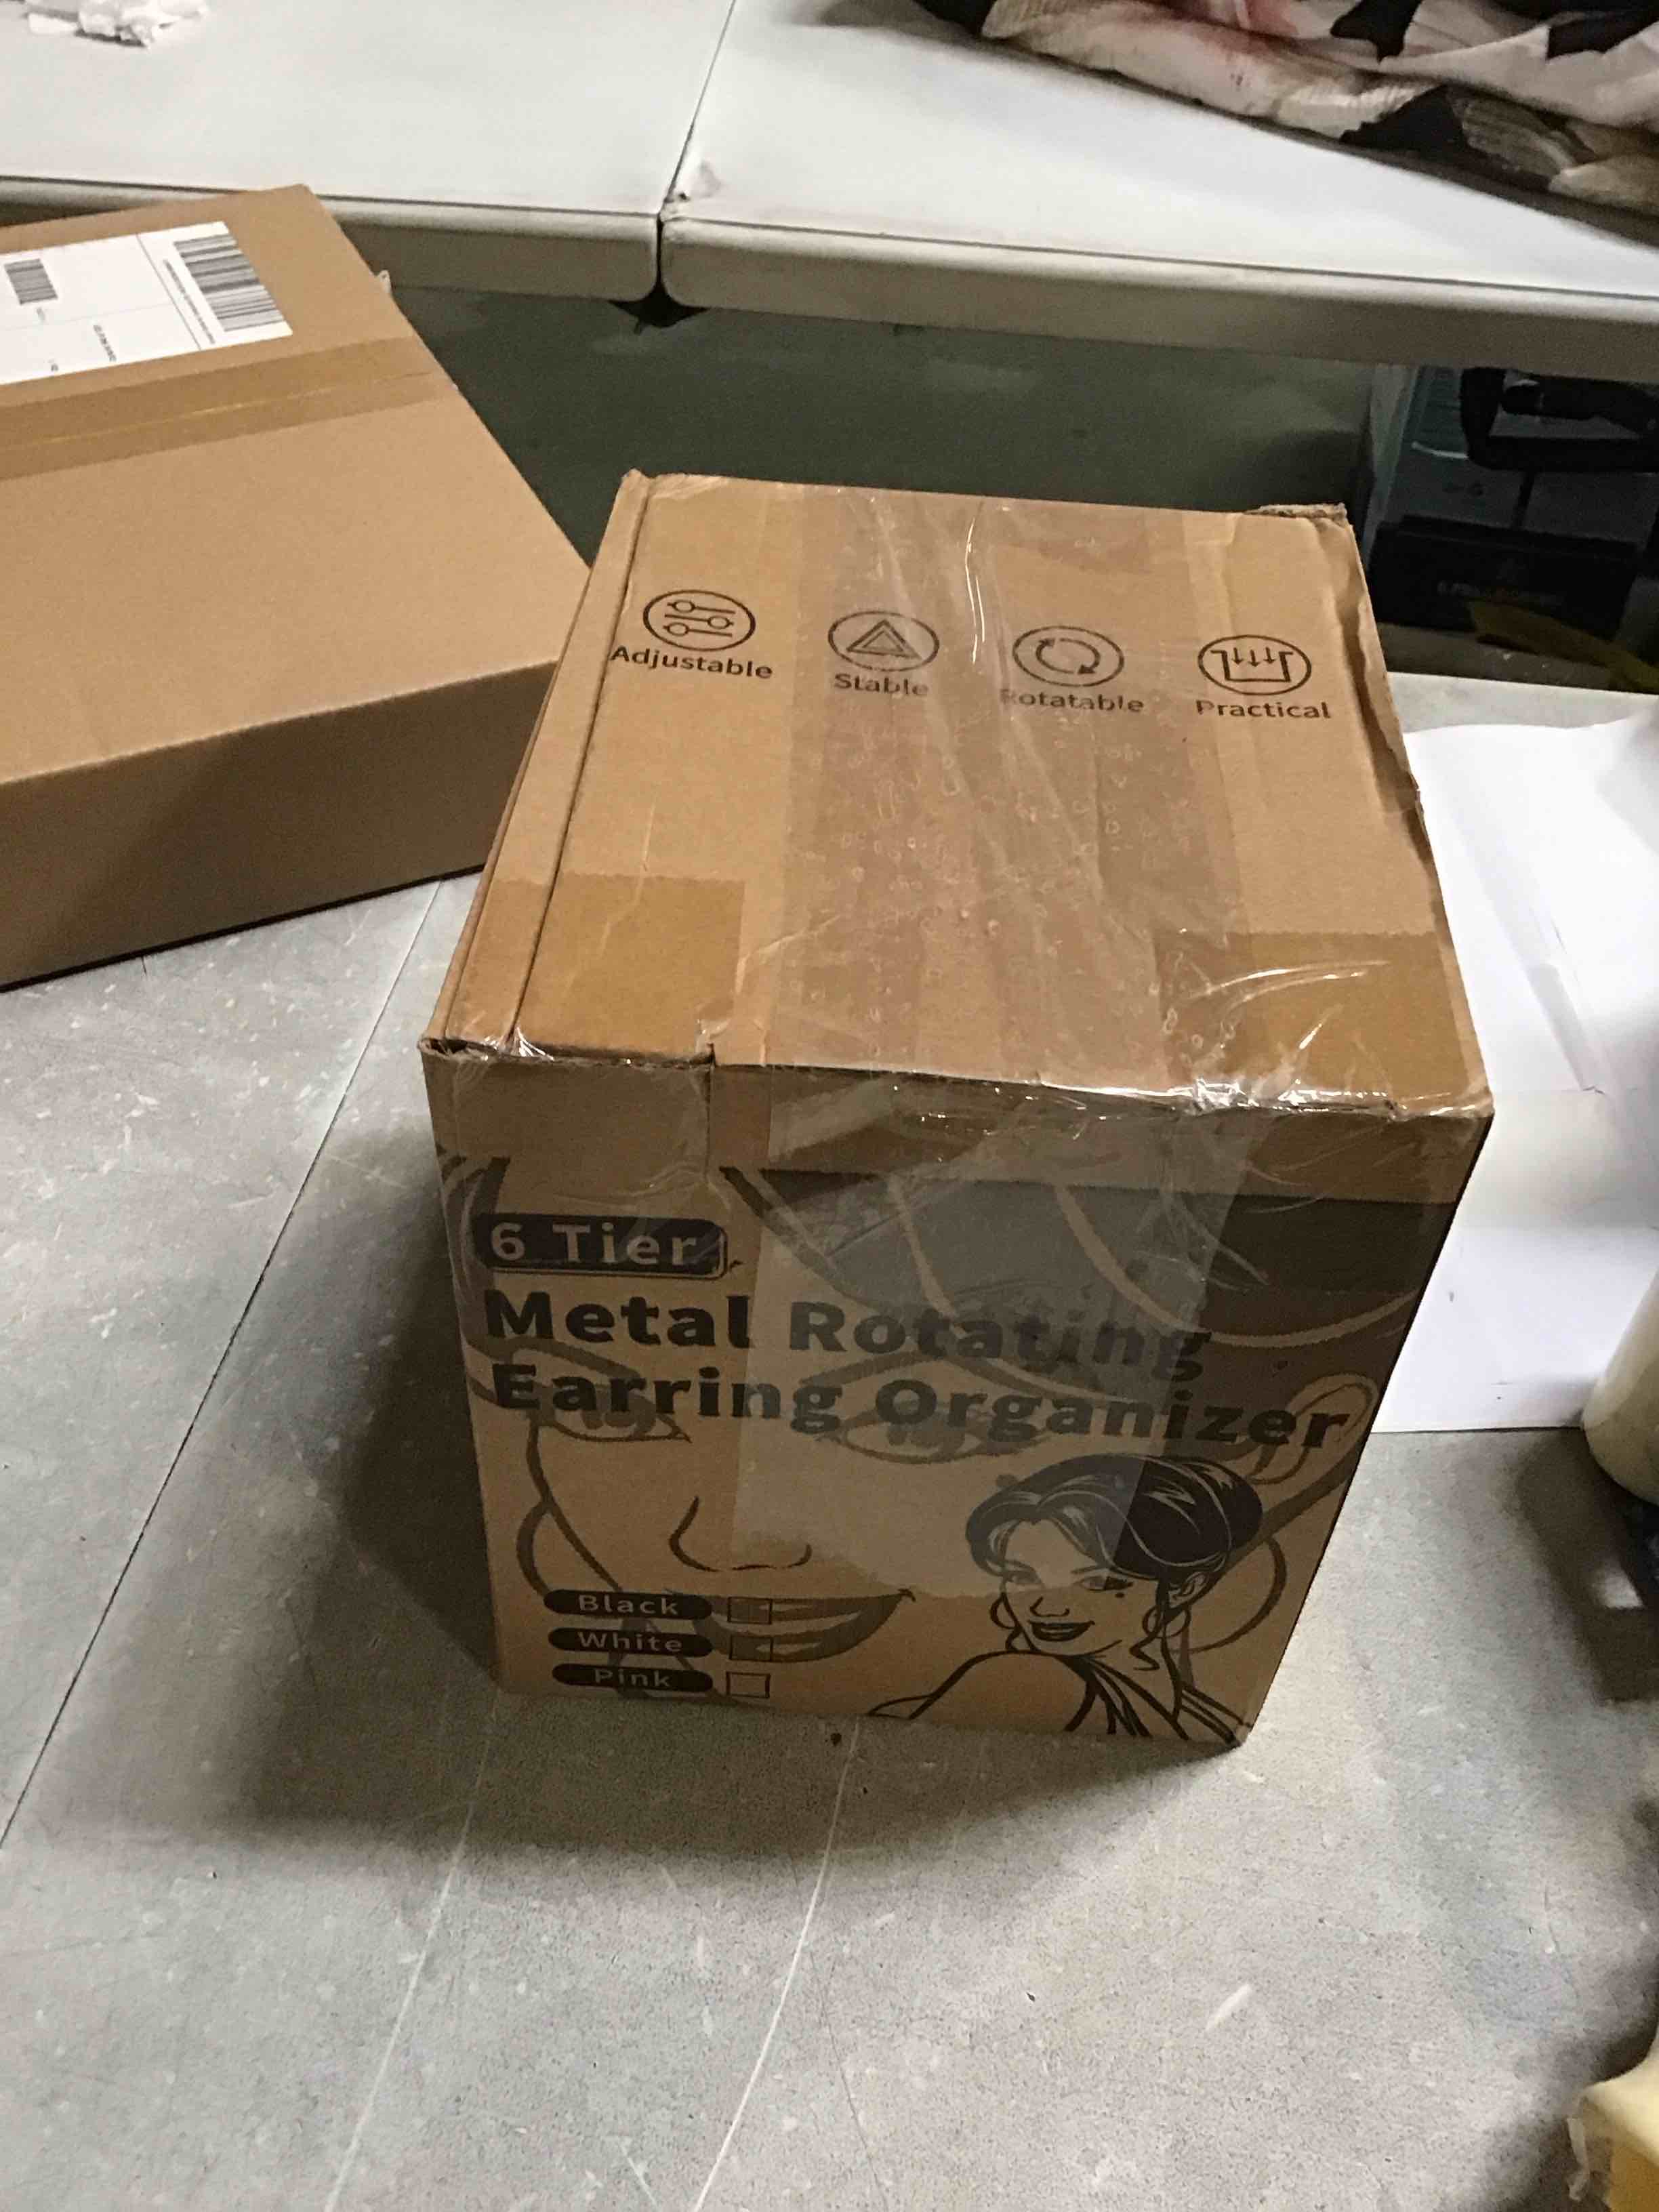 Adjustable
Stable
Rotatable
Practical
6 Tier
Metal Rotating
Earring Organizer
Black
White
Pink